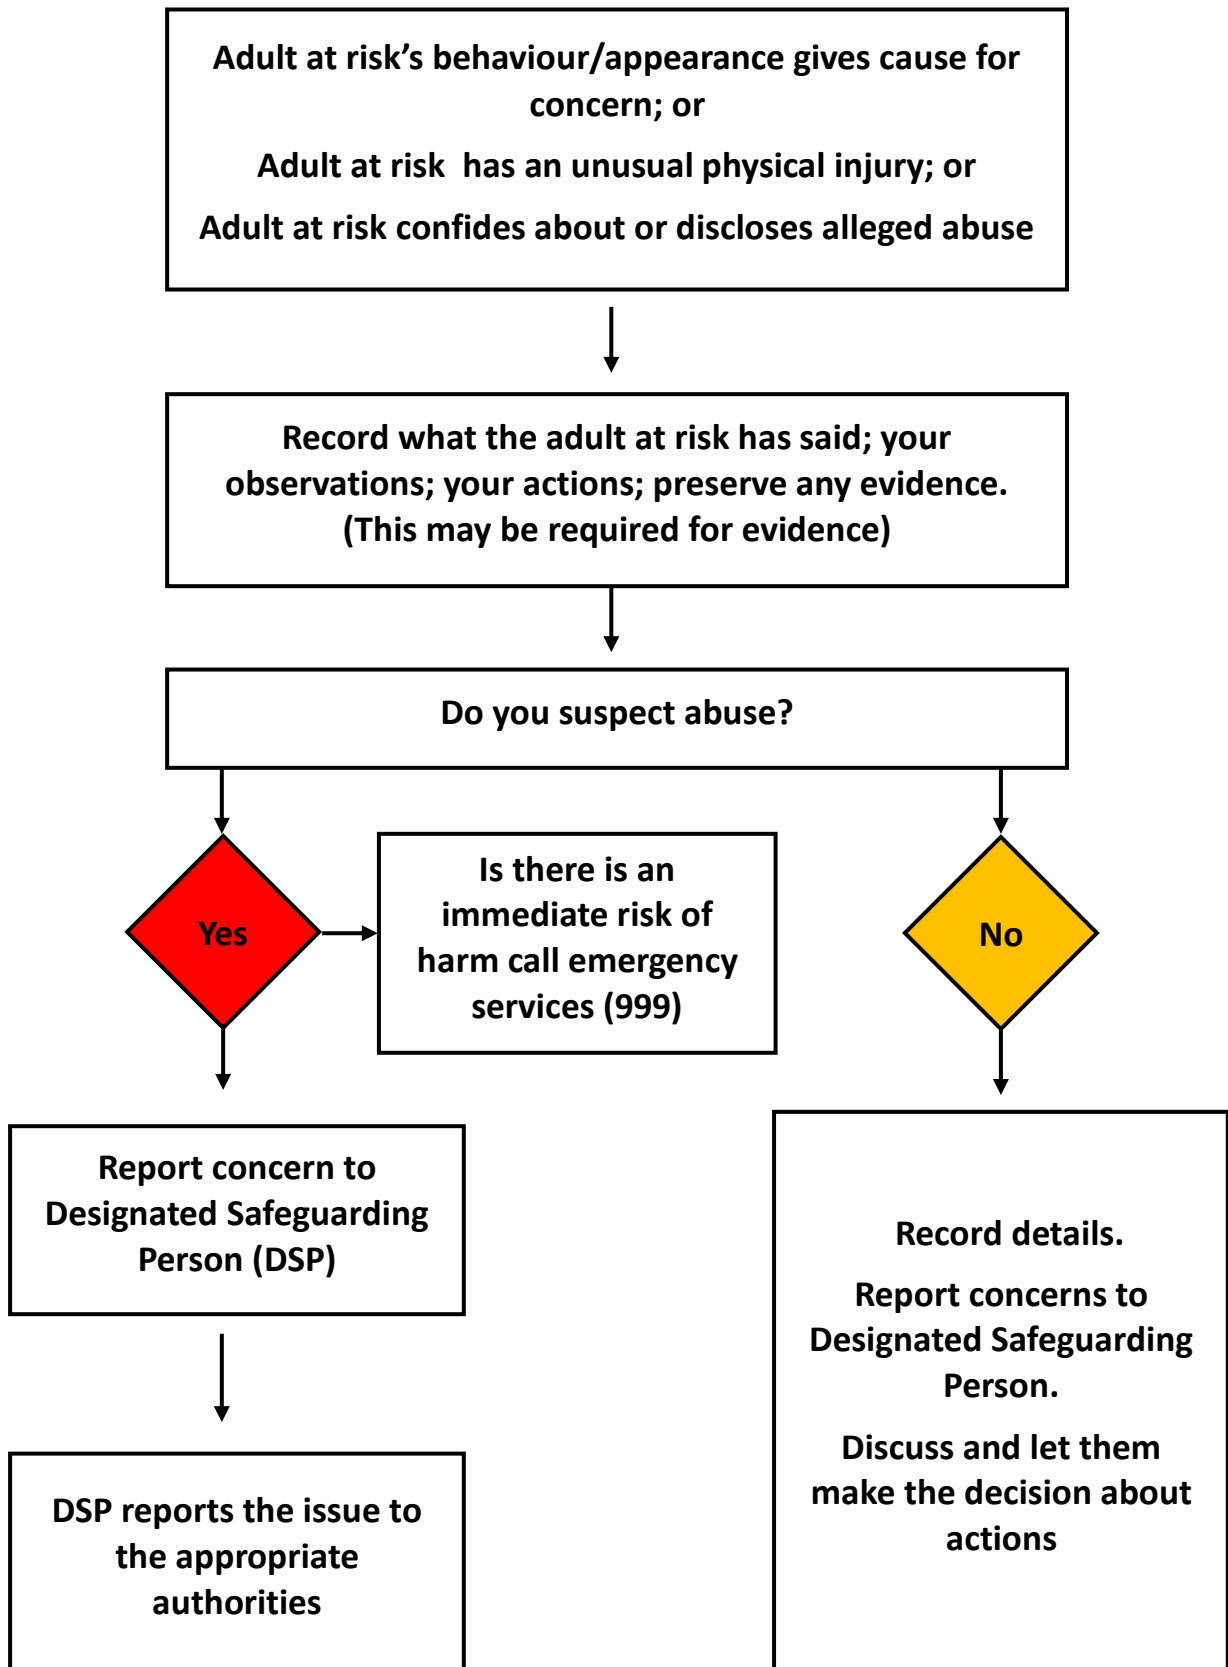 Adult at risk's behaviour/appearance gives cause for
concern; or
Adult at risk  has an unusual physical injury; or
Adult at risk confides about or discloses alleged abuse
Record what the adult at risk has said; your
observations; your actions; preserve any evidence.
(This may be required for evidence)
Do you suspect abuse?
Yes
Is there is an
immediate risk of
harm call emergency
services (999)
No
Report concern to
Designated Safeguarding
Person (DSP)
DSP reports the issue to
the appropriate
authorities
Record details.
Report concerns to
Designated Safeguarding
Person.
Discuss and let them
make the decision about
actions